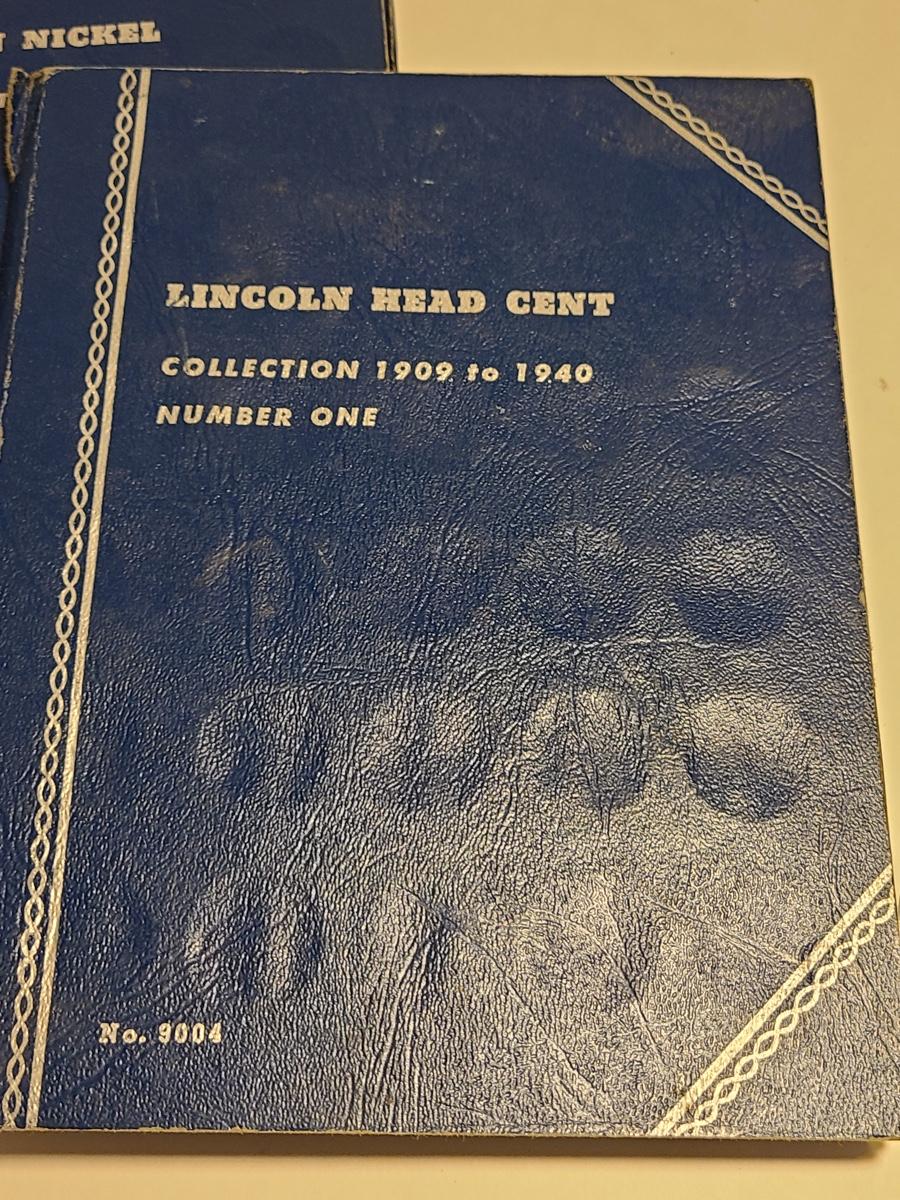 NICKEL
LINCOLN HEAD CENT
COLLECTION 1909 to 1940
NUMBER ONE
No. 9004